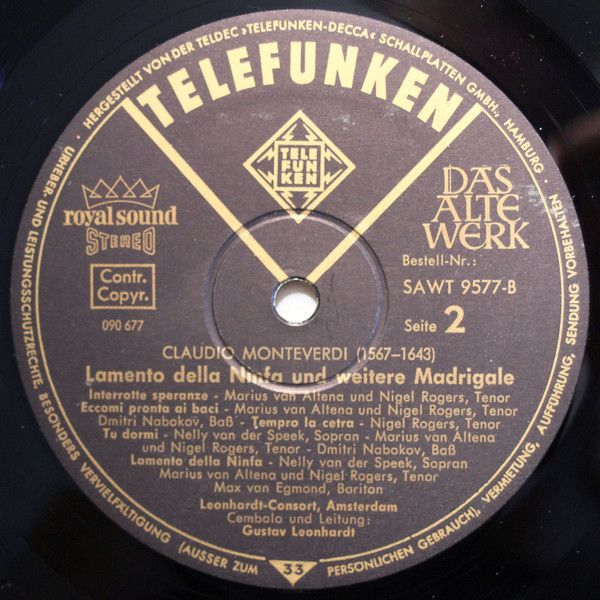 · HERGESTELLT VON DER TELDEC »TELEFUNKEN-DECCA« SCHALLPLATTEN GMBH., HAMBURG ·
TELEFUNKEN
TELE
FUN
KEN
royal sound
STEREO
DAS
ALTE
WERK
Contr.
Copyr.
090 677
Bestell-Nr.:
SAWT 9577-B
Seite 2
CLAUDIO MONTEVERDI (1567–1643)
Lamento della Ninfa und weitere Madrigale
Interrotte speranze - Marius van Altena und Nigel Rogers, Tenor
Eccomi pronta ai baci - Marius van Altena und Nigel Rogers, Tenor
Dmitri Nabokov, Baß - Tempro la cetra - Nigel Rogers, Tenor
Tu dormi - Nelly van der Speek, Sopran - Marius van Altena
und Nigel Rogers, Tenor - Dmitri Nabokov, Baß
Lamento della Ninfa - Nelly van der Speek, Sopran
Marius van Altena und Nigel Rogers, Tenor
Max van Egmond, Bariton
Leonhardt-Consort, Amsterdam
Cembalo und Leitung:
Gustav Leonhardt
33
URHEBER- UND LEISTUNGSSCHUTZRECHTE, BESONDERS VERVIELFÄLTIGUNG (AUSSER ZUM PERSÖNLICHEN GEBRAUCH), VERMIETUNG, AUFFÜHRUNG, SENDUNG VORBEHALTEN